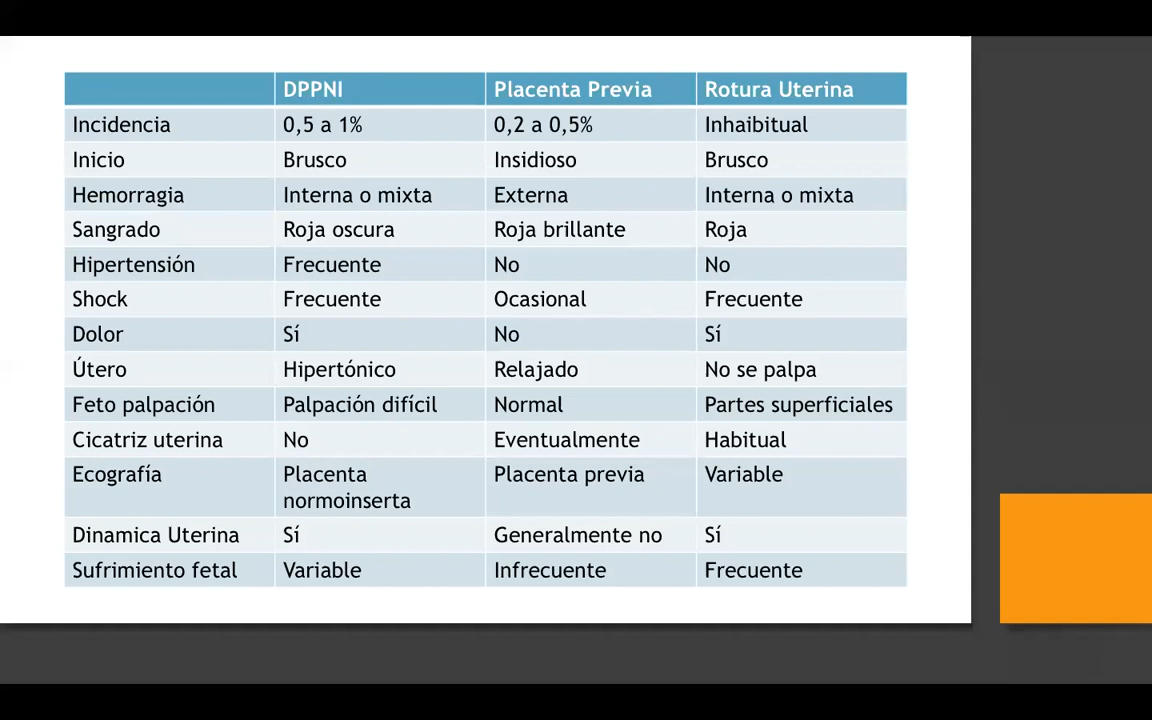 DPPNI Placenta Previa Rotura Uterina
Incidencia 0,5 a 1% 0,2 a 0,5% Inhaibitual
Inicio Brusco Insidioso Brusco
Hemorragia Interna o mixta Externa Interna o mixta
Sangrado Roja oscura Roja brillante Roja
Hipertensión Frecuente No No
Shock Frecuente Ocasional Frecuente
Dolor Sí No Sí
Útero Hipertónico Relajado No se palpa
Feto palpación Palpación difícil Normal Partes superficiales
Cicatriz uterina No Eventualmente Habitual
Ecografía Placenta Placenta previa Variable
normoinserta
Dinamica Uterina Sí Generalmente no Sí
Sufrimiento fetal Variable Infrecuente Frecuente